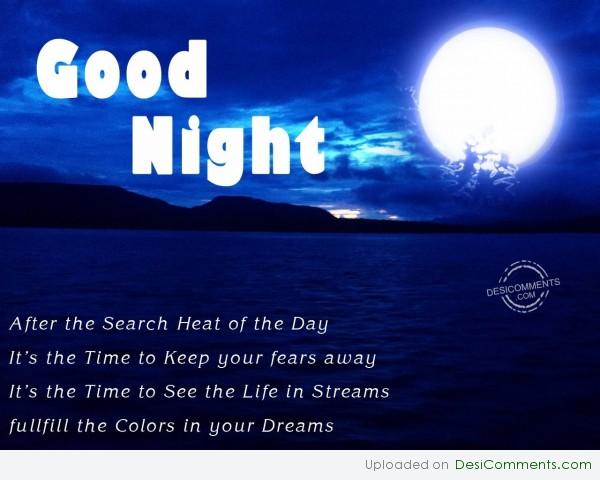 Good
Night
DESICOMMENTS
.COM
After the Search Heat of the Day
It's the Time to Keep your fears away
It's the Time to See the Life in Streams
fullfill the Colors in your Dreams
Uploaded on DesiComments.com